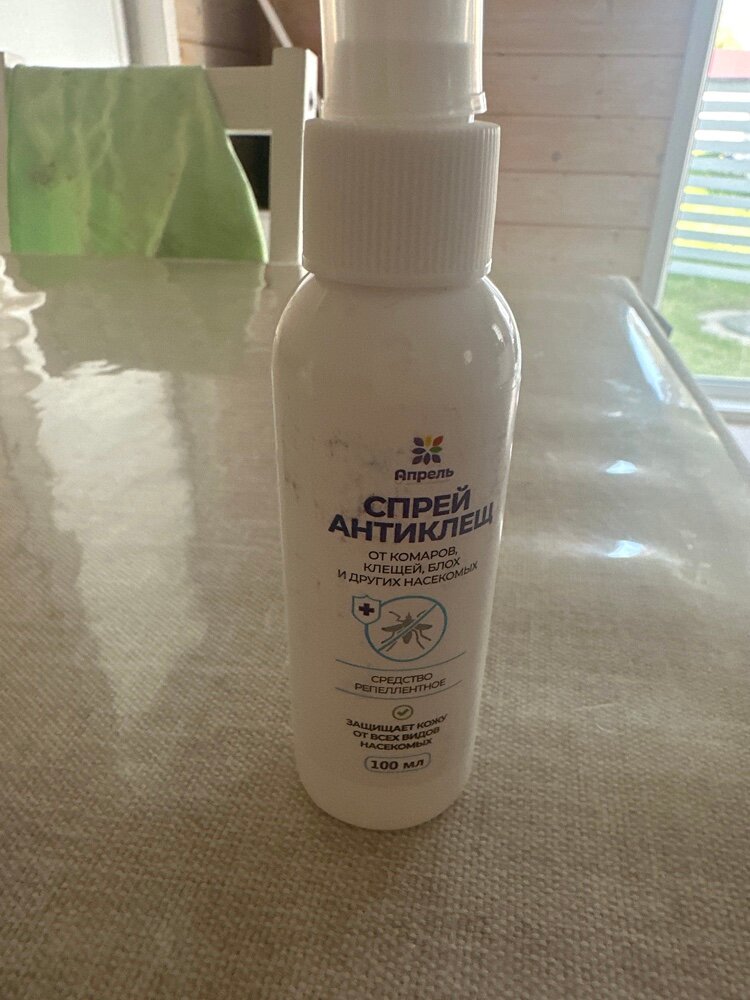 Апрель
СПРЕЙ
АНТИКЛЕЩ
ОТ КОМАРОВ,
КЛЕЩЕЙ, БЛОХ
И ДРУГИХ НАСЕКОМЫХ
СРЕДСТВО
РЕПЕЛЛЕНТНОЕ
ЗАЩИЩАЕТ КОЖУ
ОТ ВСЕХ ВИДОВ
НАСЕКОМЫХ
100 мл